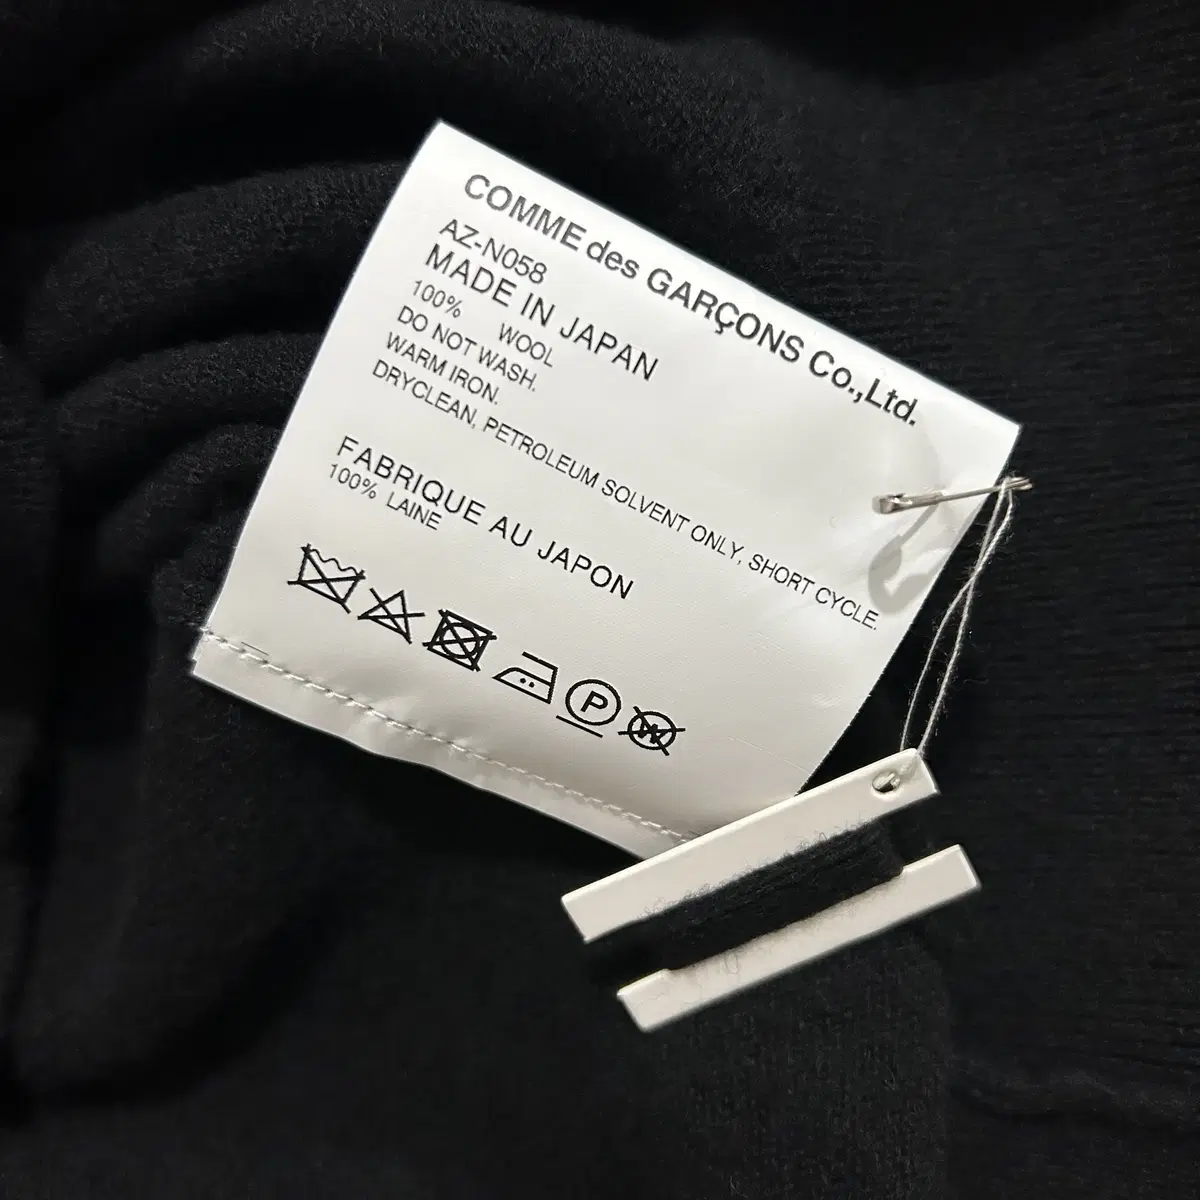 COMME des GARÇONS Co.,Ltd.
AZ-N058
MADE IN JAPAN
100% WOOL
DO NOT WASH.
WARM IRON.
DRYCLEAN, PETROLEUM SOLVENT ONLY, SHORT CYCLE.
FABRIQUE AU JAPON
100% LAINE
P W